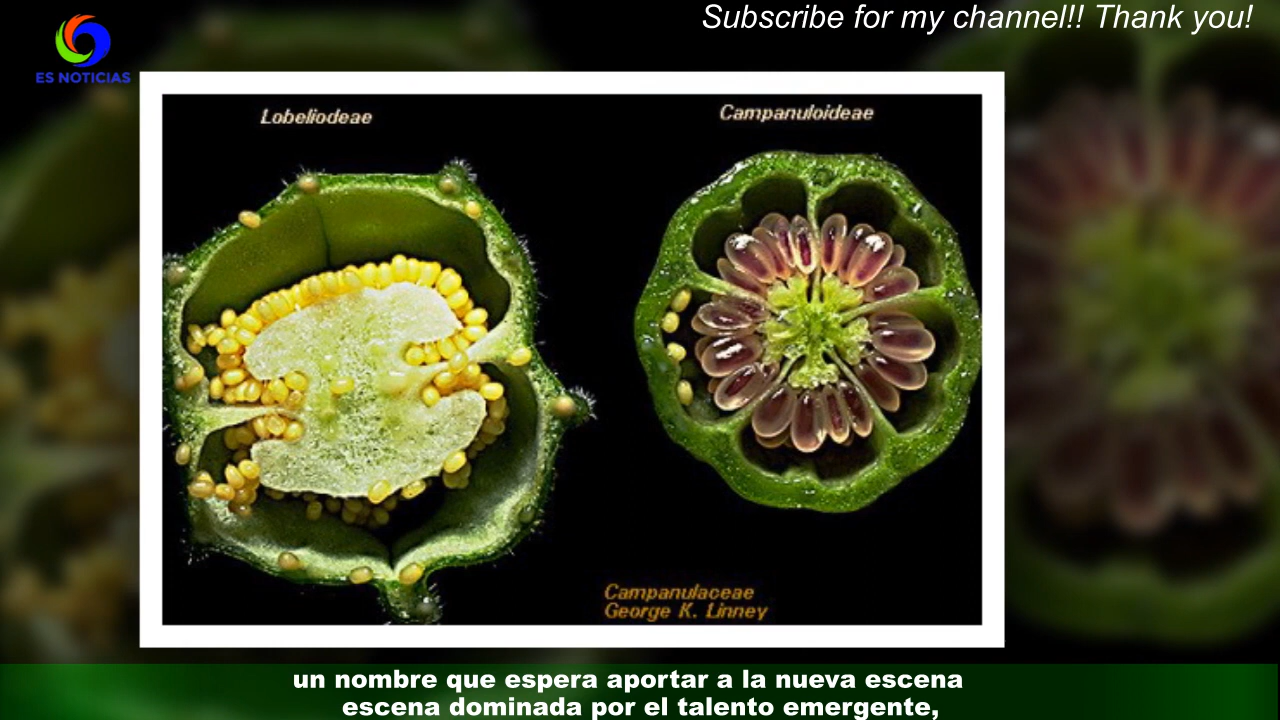 Subscribe for my channel!! Thank you!
ES NOTICIAS
Lobeliodeae
Campanuloideae
Campanulaceae
George K. Linney
un nombre que espera aportar a la nueva escena
escena dominada por el talento emergente,